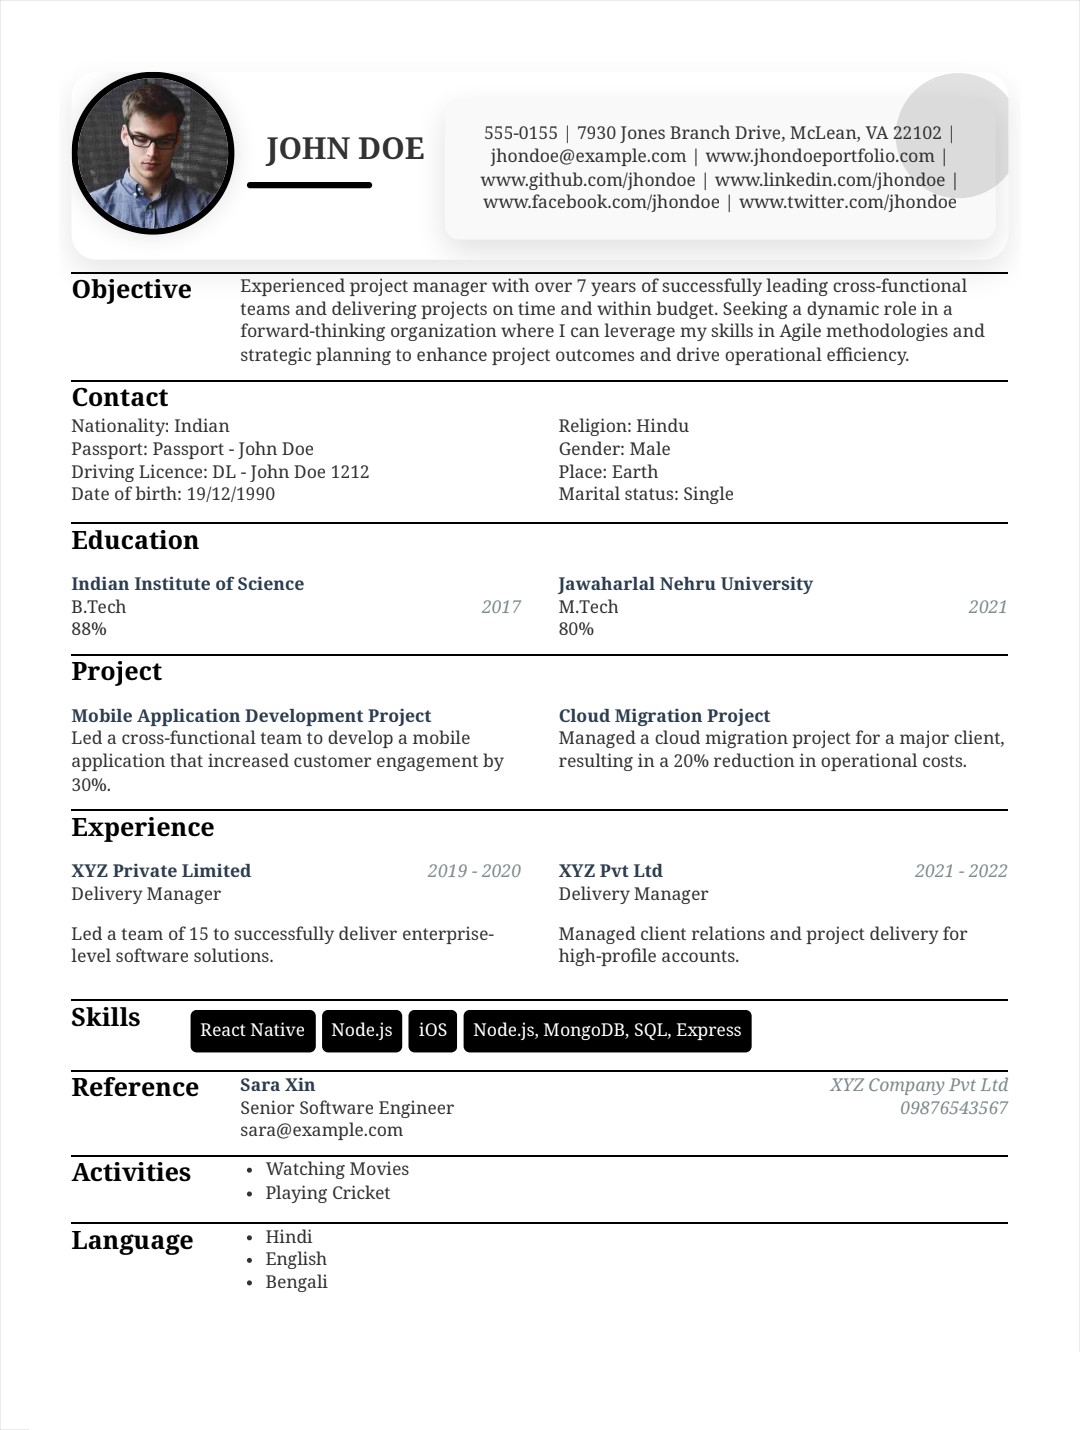 JOHN DOE
555-0155 | 7930 Jones Branch Drive, McLean, VA 22102 |
jhondoe@example.com | www.jhondoeportfolio.com |
www.github.com/jhondoe | www.linkedin.com/jhondoe |
www.facebook.com/jhondoe | www.twitter.com/jhondoe
Objective
Experienced project manager with over 7 years of successfully leading cross-functional
teams and delivering projects on time and within budget. Seeking a dynamic role in a
forward-thinking organization where I can leverage my skills in Agile methodologies and
strategic planning to enhance project outcomes and drive operational efficiency.
Contact
Nationality: Indian
Passport: Passport - John Doe
Driving Licence: DL - John Doe 1212
Date of birth: 19/12/1990
Religion: Hindu
Gender: Male
Place: Earth
Marital status: Single
Education
Indian Institute of Science
B.Tech 2017
88%
Jawaharlal Nehru University
M.Tech 2021
80%
Project
Mobile Application Development Project
Led a cross-functional team to develop a mobile
application that increased customer engagement by
30%.
Cloud Migration Project
Managed a cloud migration project for a major client,
resulting in a 20% reduction in operational costs.
Experience
XYZ Private Limited 2019 - 2020
Delivery Manager
Led a team of 15 to successfully deliver enterprise-
level software solutions.
XYZ Pvt Ltd 2021 - 2022
Delivery Manager
Managed client relations and project delivery for
high-profile accounts.
Skills
React Native Node.js iOS Node.js, MongoDB, SQL, Express
Reference
Sara Xin XYZ Company Pvt Ltd
Senior Software Engineer 09876543567
sara@example.com
Activities
• Watching Movies
• Playing Cricket
Language
• Hindi
• English
• Bengali